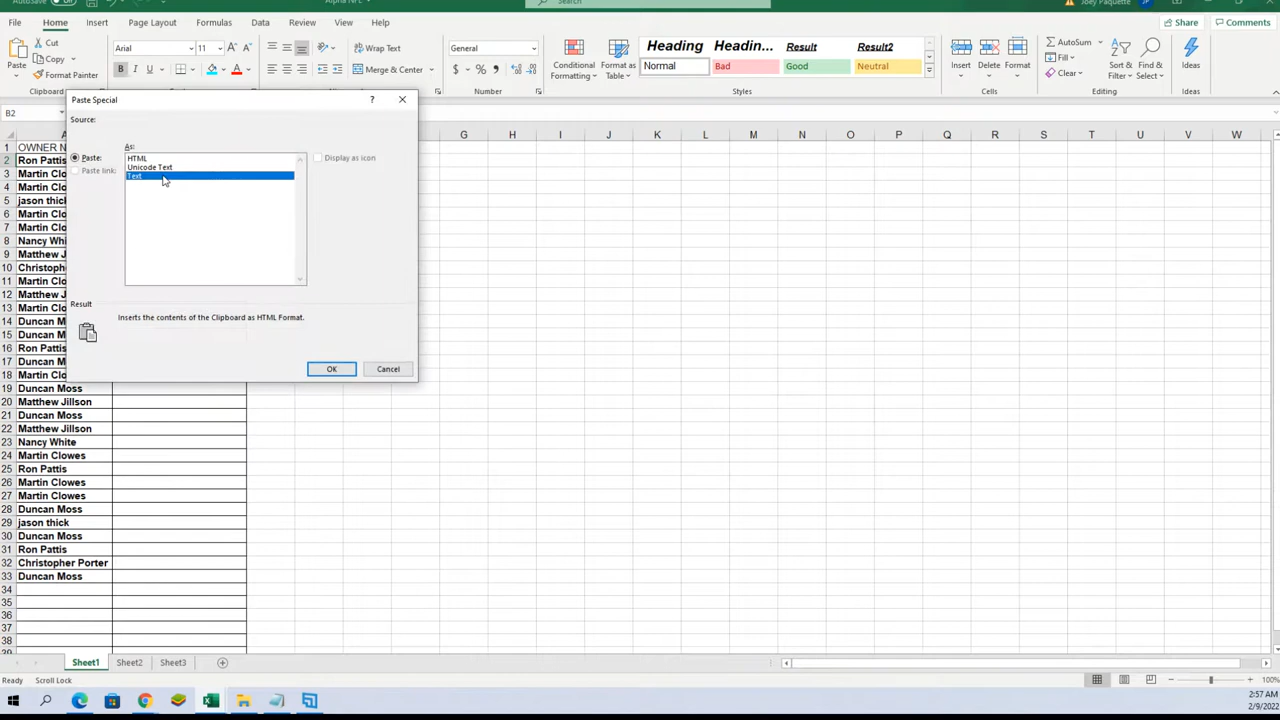 AutoSave
Search
Joey Paquette
JP
File Home Insert Page Layout Formulas Data Review View Help
Share Comments
Paste
Cut
Copy
Format Painter
Clipboard
Arial 11
B I U
Wrap Text
Merge & Center
General
$ % 9
Number
Conditional Formatting
Format as Table
Heading Headin... Result Result2
Normal Bad Good Neutral
Styles
Insert Delete Format
Cells
AutoSum
Fill
Clear
Sort & Filter
Find & Select
Editing
Ideas
Ideas
B2
Paste Special
? ×
Source:
As:
Paste:
Paste link:
HTML
Unicode Text
Text
Display as icon
Result
Inserts the contents of the Clipboard as HTML Format.
OK Cancel
A G H I J K L M N O P Q R S T U V W
1 OWNER N
2 Ron Pattis
3 Martin Clo
4 Martin Clo
5 jason thick
6 Martin Clo
7 Martin Clo
8 Nancy Whi
9 Matthew J
10 Christoph
11 Martin Clo
12 Matthew J
13 Martin Clo
14 Duncan M
15 Duncan M
16 Ron Pattis
17 Duncan M
18 Martin Clo
19 Duncan Moss
20 Matthew Jillson
21 Duncan Moss
22 Matthew Jillson
23 Nancy White
24 Martin Clowes
25 Ron Pattis
26 Martin Clowes
27 Martin Clowes
28 Duncan Moss
29 jason thick
30 Duncan Moss
31 Ron Pattis
32 Christopher Porter
33 Duncan Moss
34
35
36
37
38
39
Sheet1 Sheet2 Sheet3
Ready Scroll Lock
100%
2:57 AM
2/9/2022